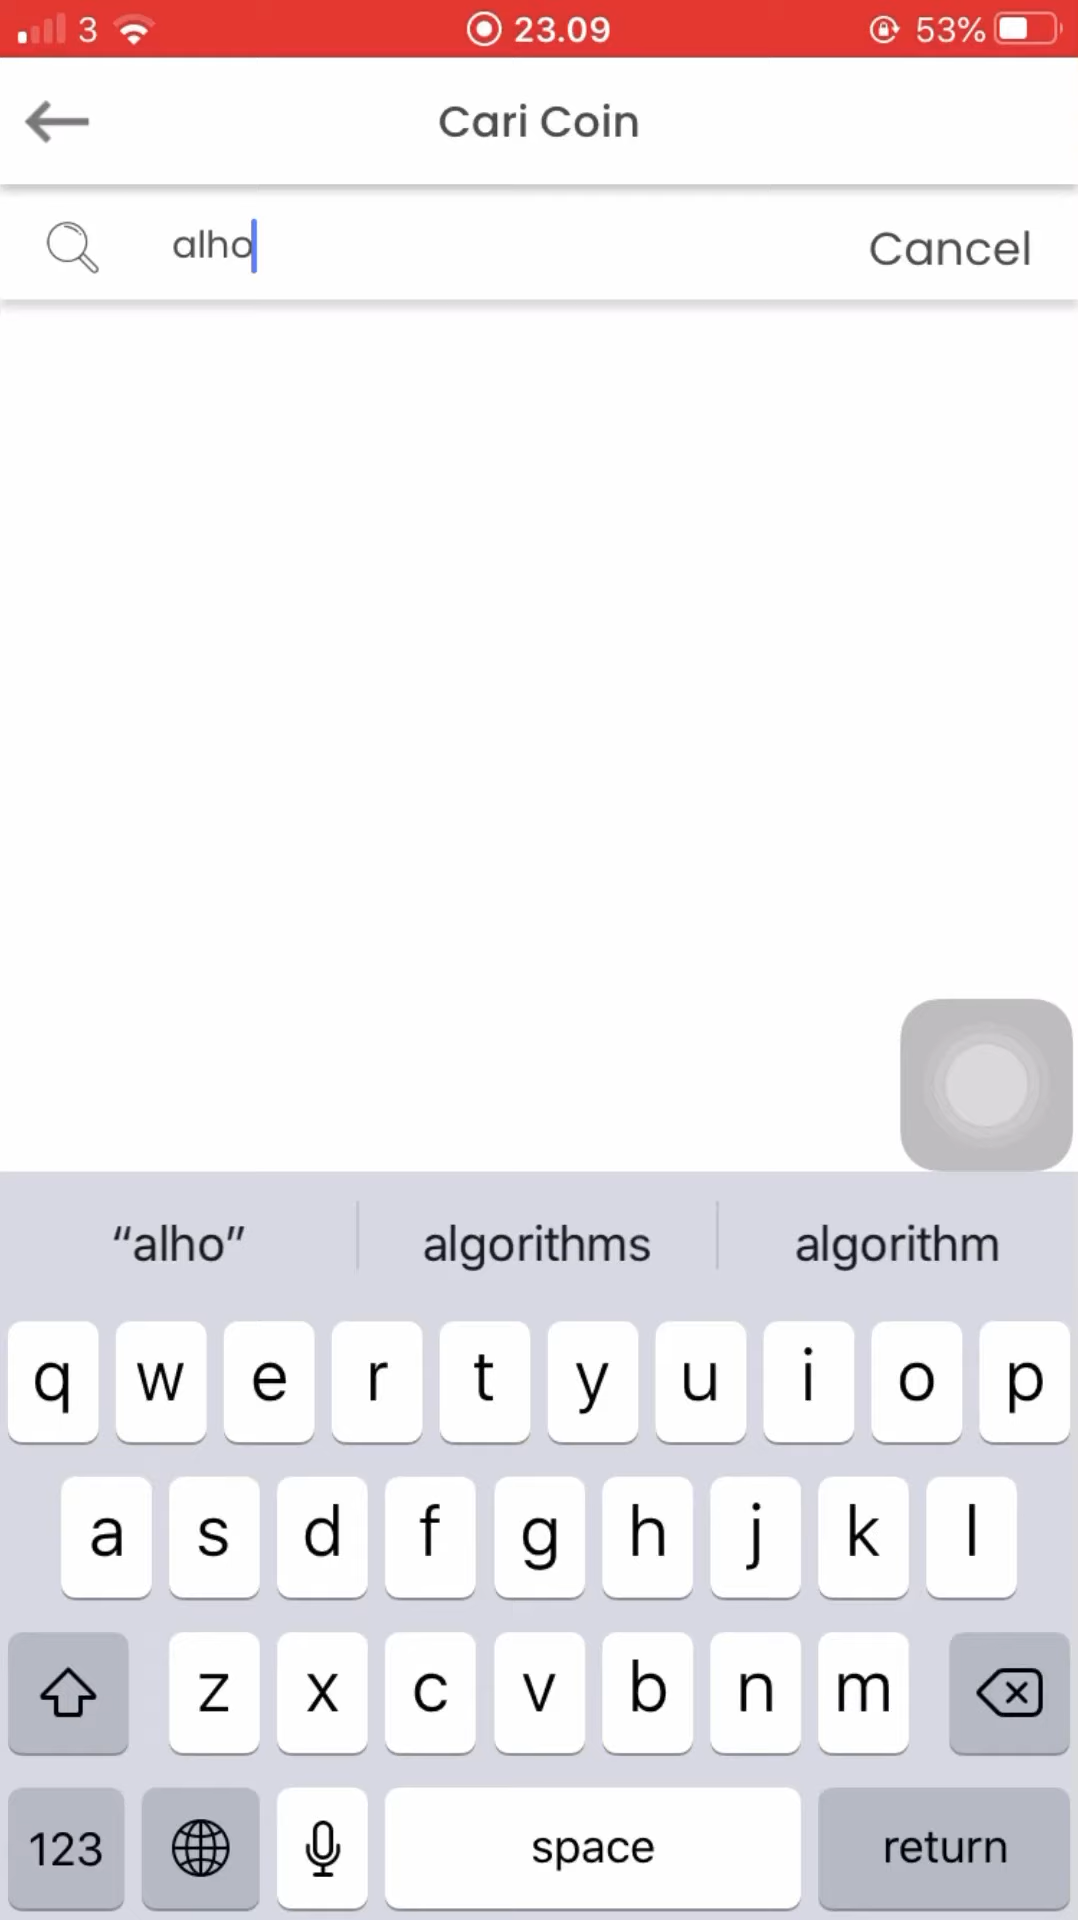 3 23.09 53%
Cari Coin
alho Cancel
“alho” algorithms algorithm
q w e r t y u i o p
a s d f g h j k l
z x c v b n m
123 space return